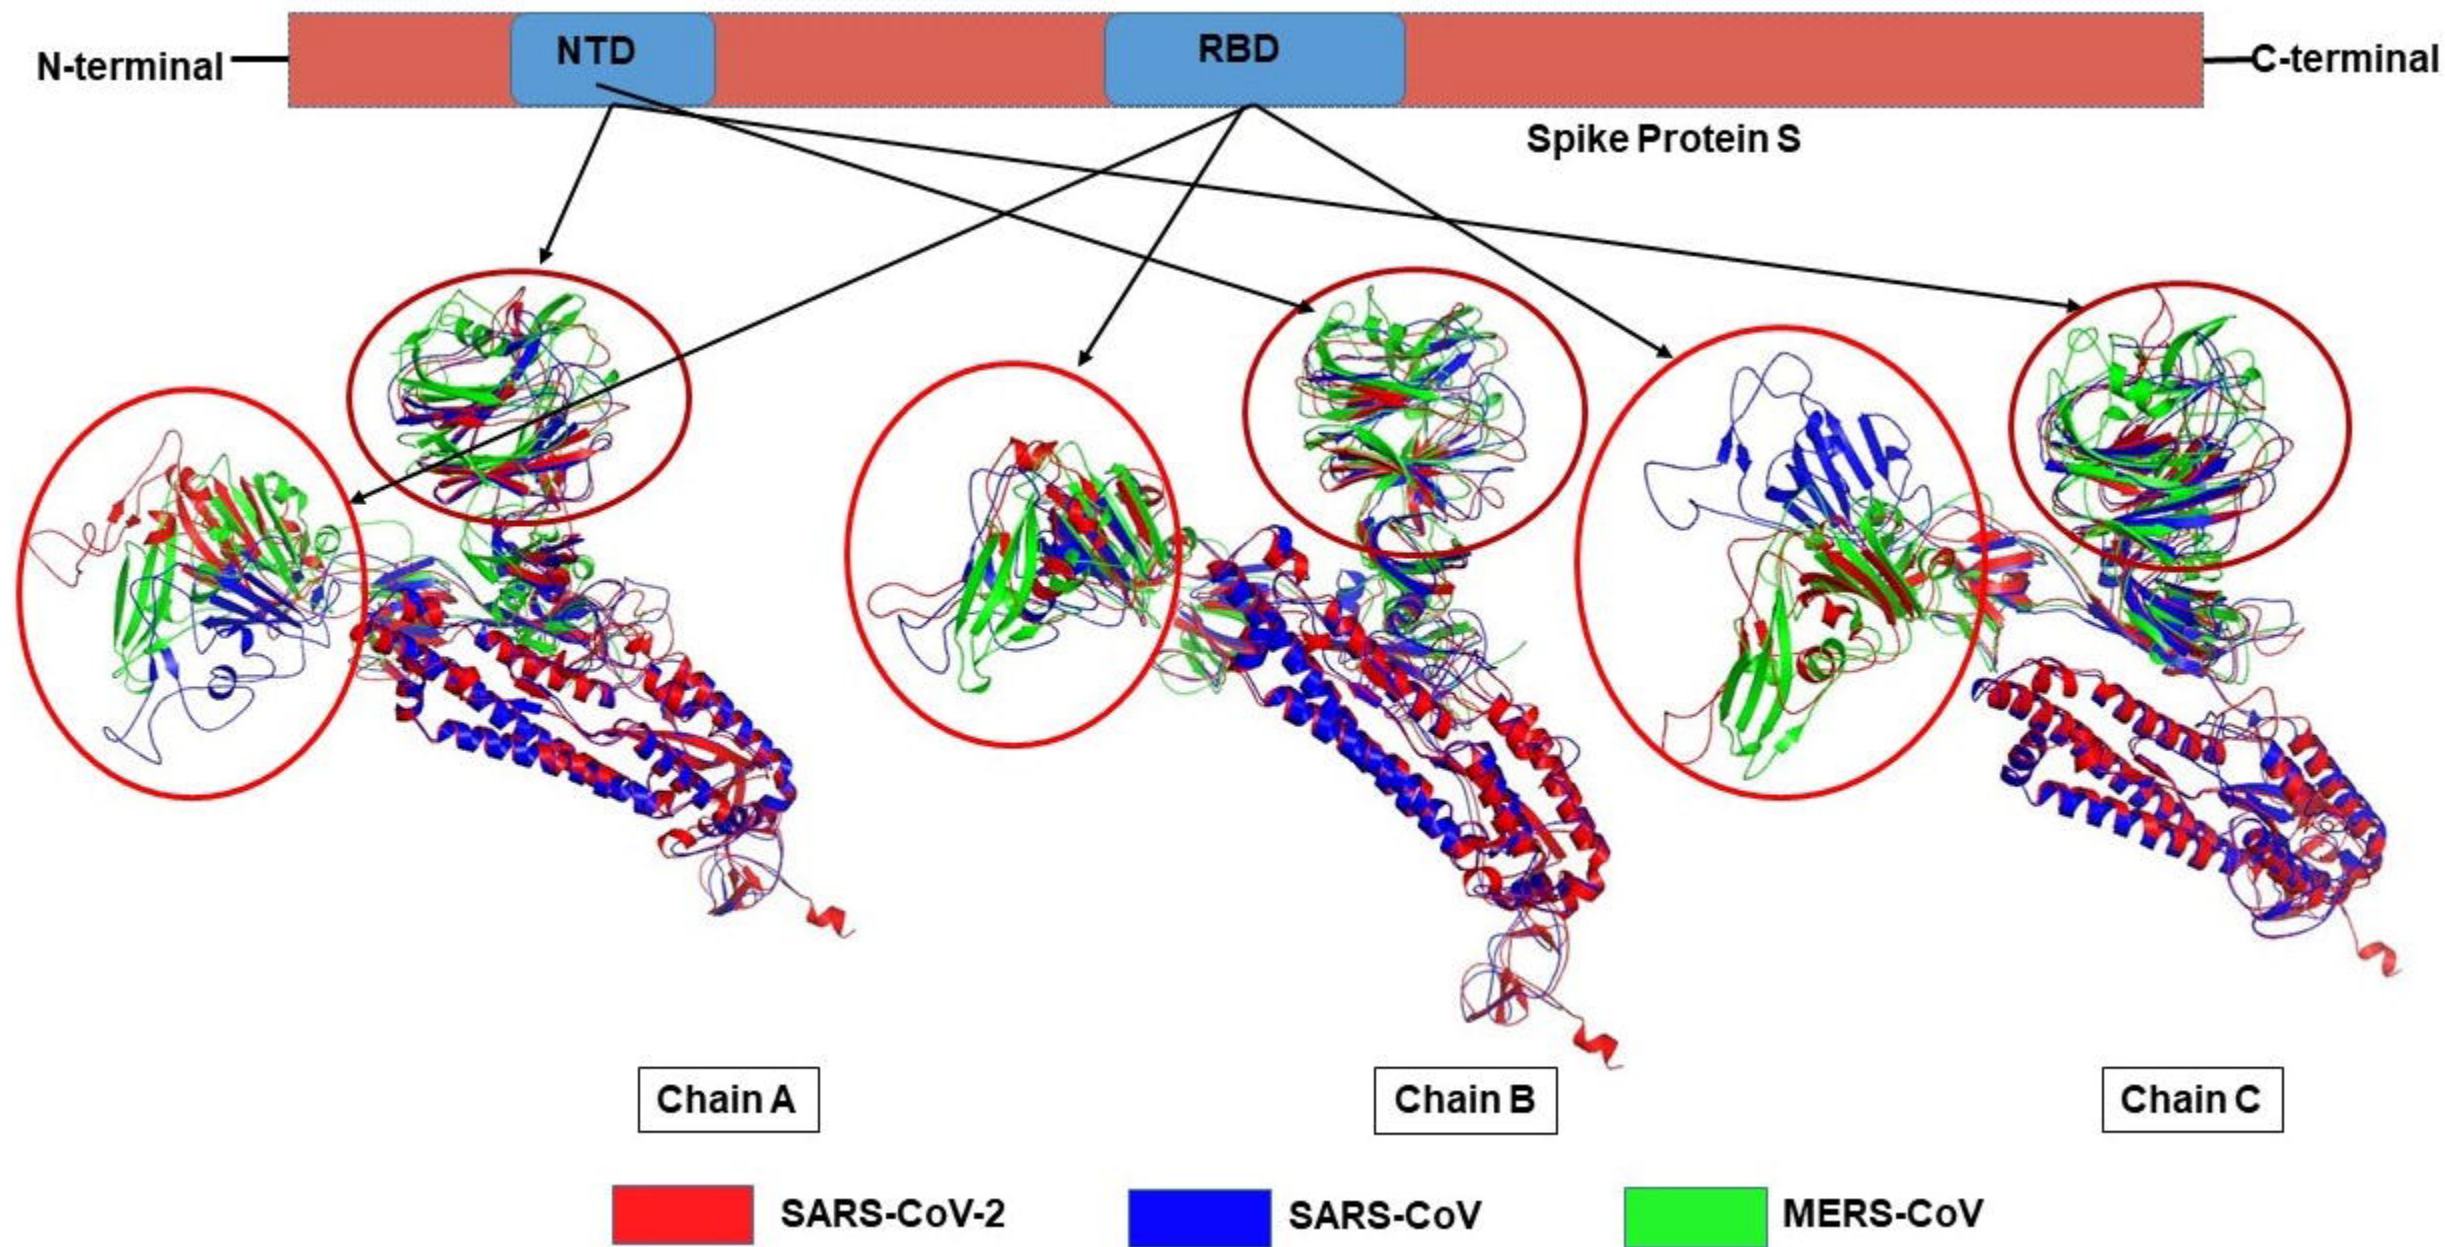 N-terminal
NTD
RBD
C-terminal
Spike Protein S
Chain A
Chain B
Chain C
SARS-CoV-2
SARS-CoV
MERS-CoV